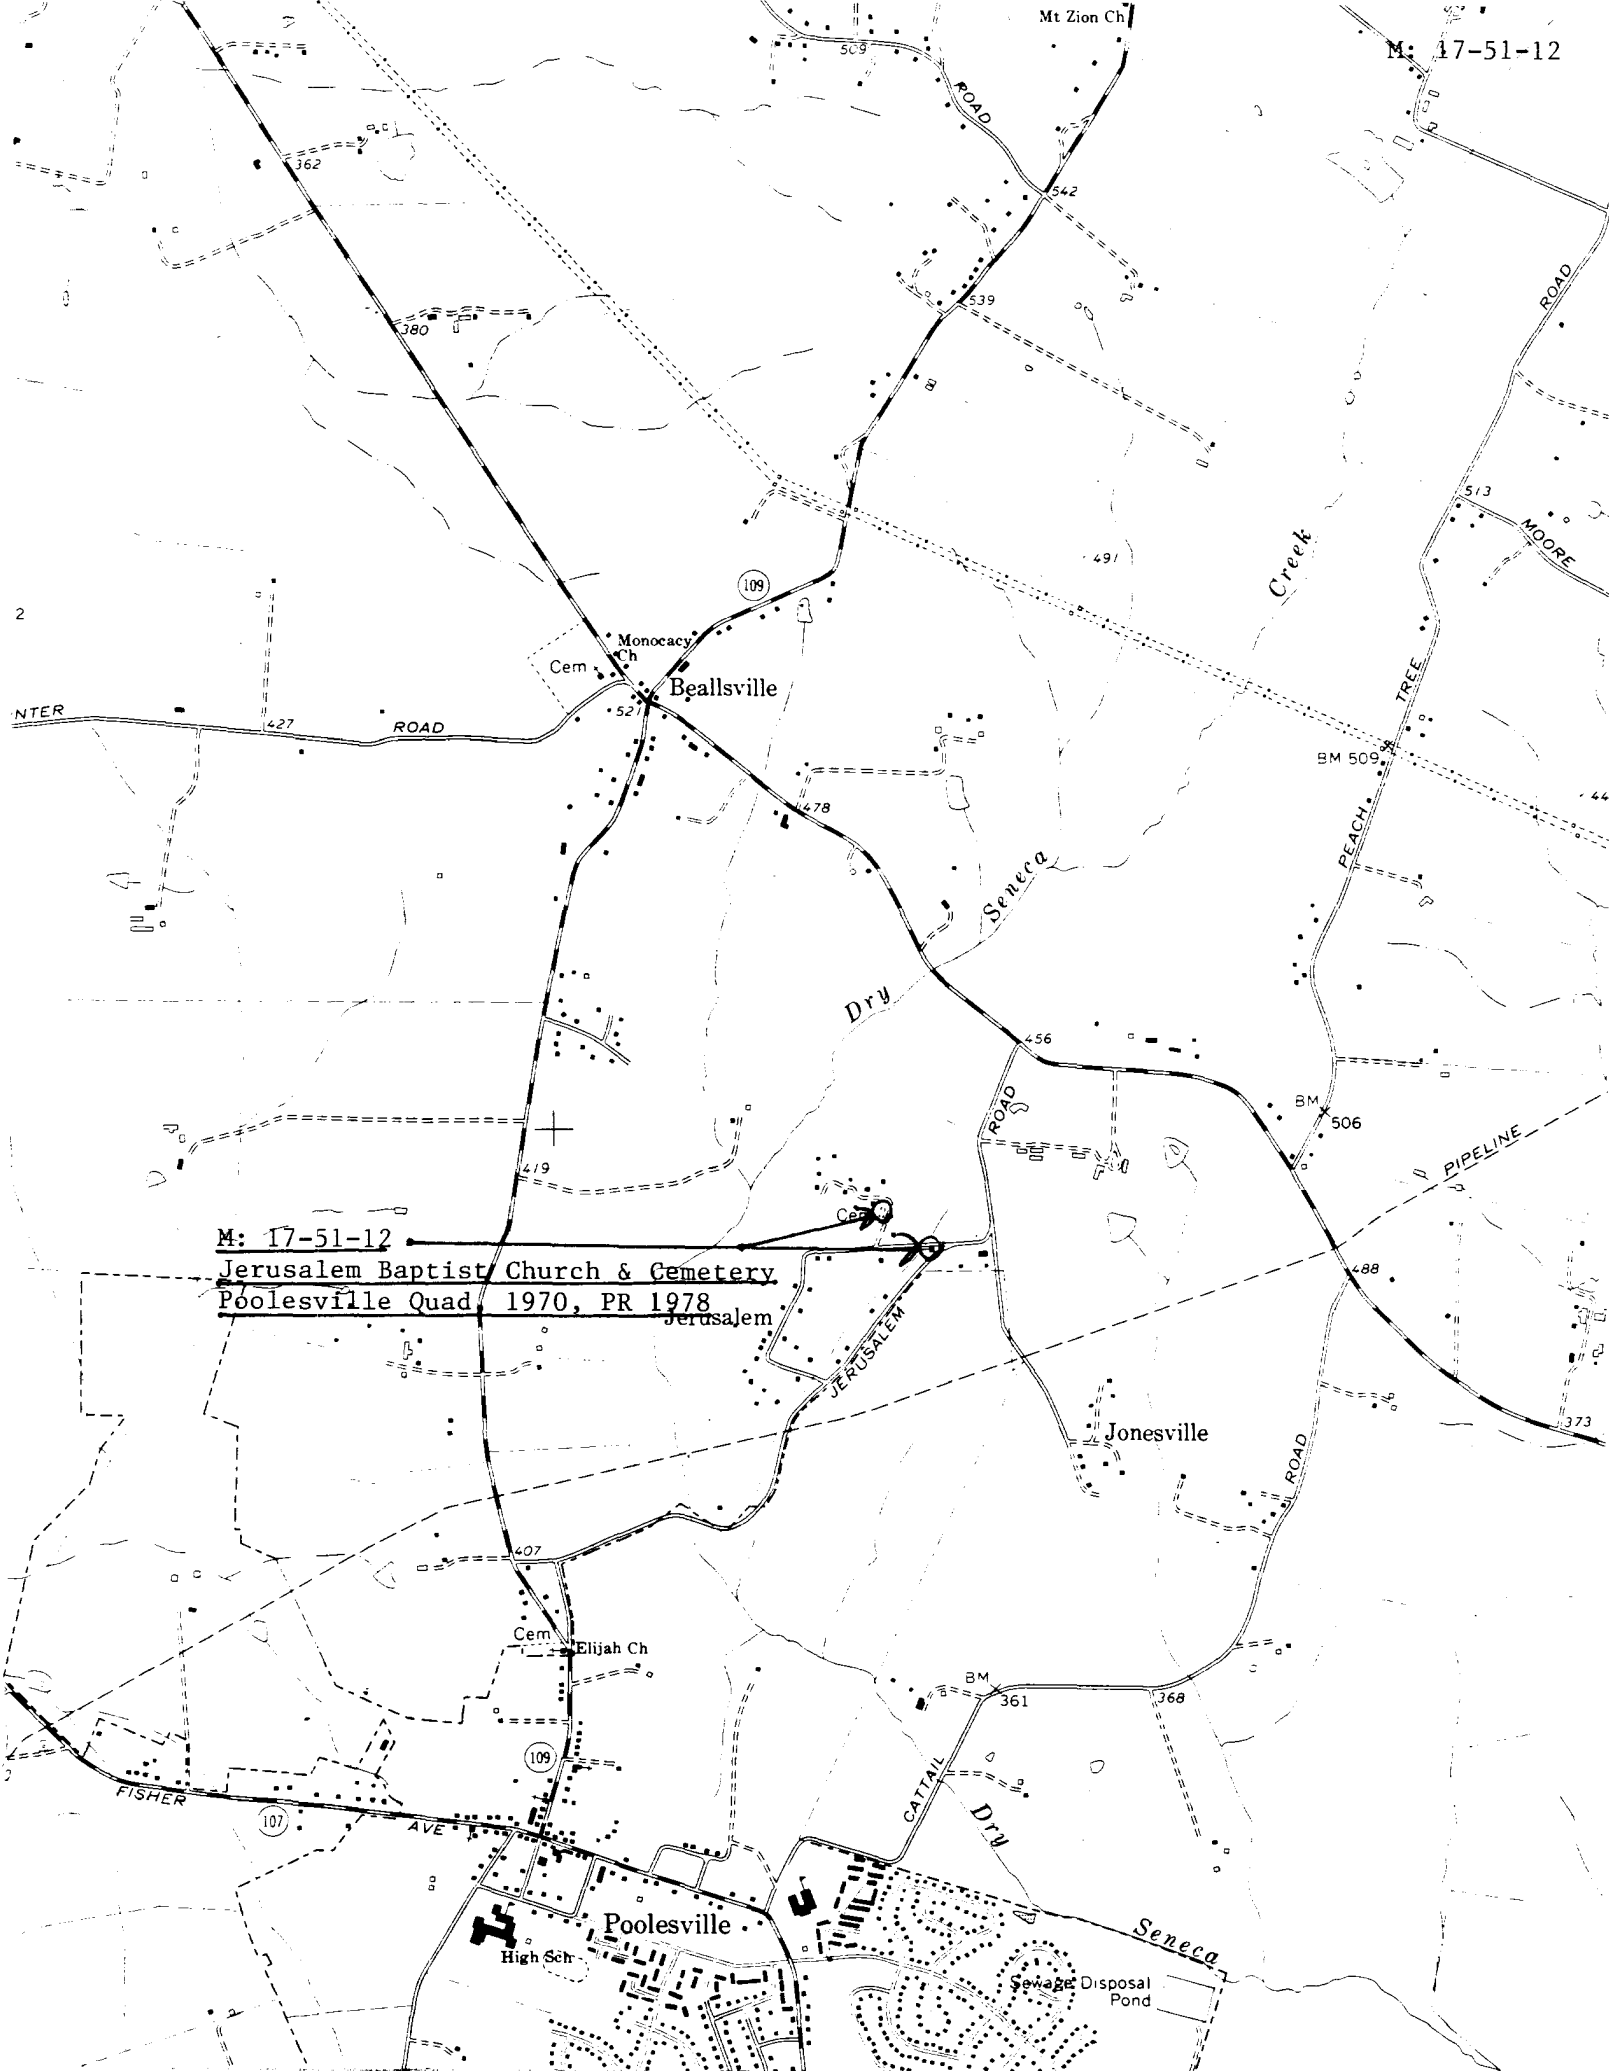 Mt Zion Ch
M: 17-51-12
509
ROAD
362
542
ROAD
539
380
513
MOORE
Creek
491
109
2
Monocacy
Ch
Cem
Beallsville
TREE
521
NTER
427
ROAD
BM 509
44
478
PEACH
Seneca
Dry
456
ROAD
BM
506
PIPELINE
419
Cem
M: 17-51-12
Jerusalem Baptist Church & Cemetery
488
Poolesville Quad, 1970, PR 1978
Jerusalem
JERUSALEM
373
Jonesville
ROAD
407
Cem
Elijah Ch
BM
361
368
109
CATTAIL
FISHER
107
AVE
Dry
Poolesville
Seneca
High Sch
Sewage Disposal
Pond